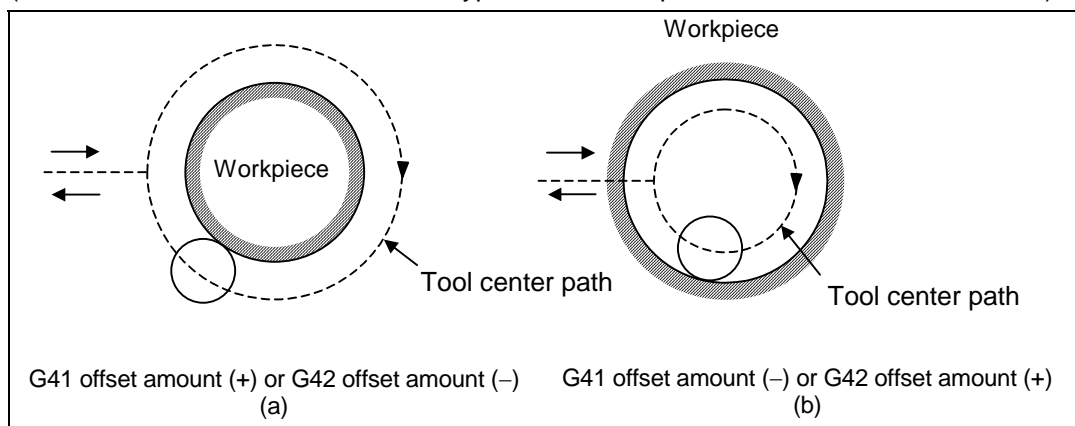 Workpiece
Workpiece
Tool center path
Tool center path
G41 offset amount (+) or G42 offset amount (−)
(a)
G41 offset amount (−) or G42 offset amount (+)
(b)